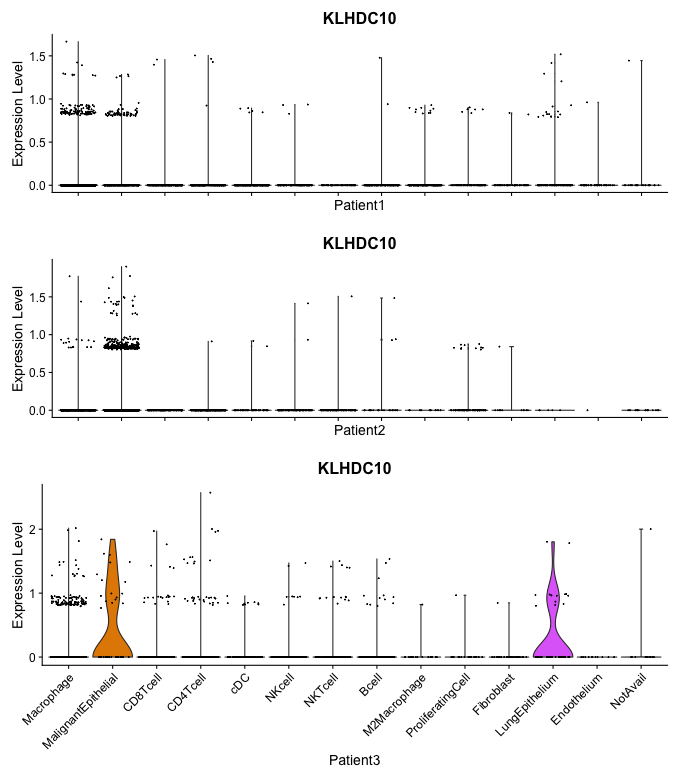 KLHDC10
Expression Level
1.5
1.0
0.5
0.0
Patient1
KLHDC10
Expression Level
1.5
1.0
0.5
0.0
Patient2
KLHDC10
Expression Level
2
1
0
Macrophage
MalignantEpithelial
CD8Tcell
CD4Tcell
cDC
NKcell
NKTcell
Bcell
M2Macrophage
ProliferatingCell
Fibroblast
LungEpithelium
Endothelium
NotAvail
Patient3